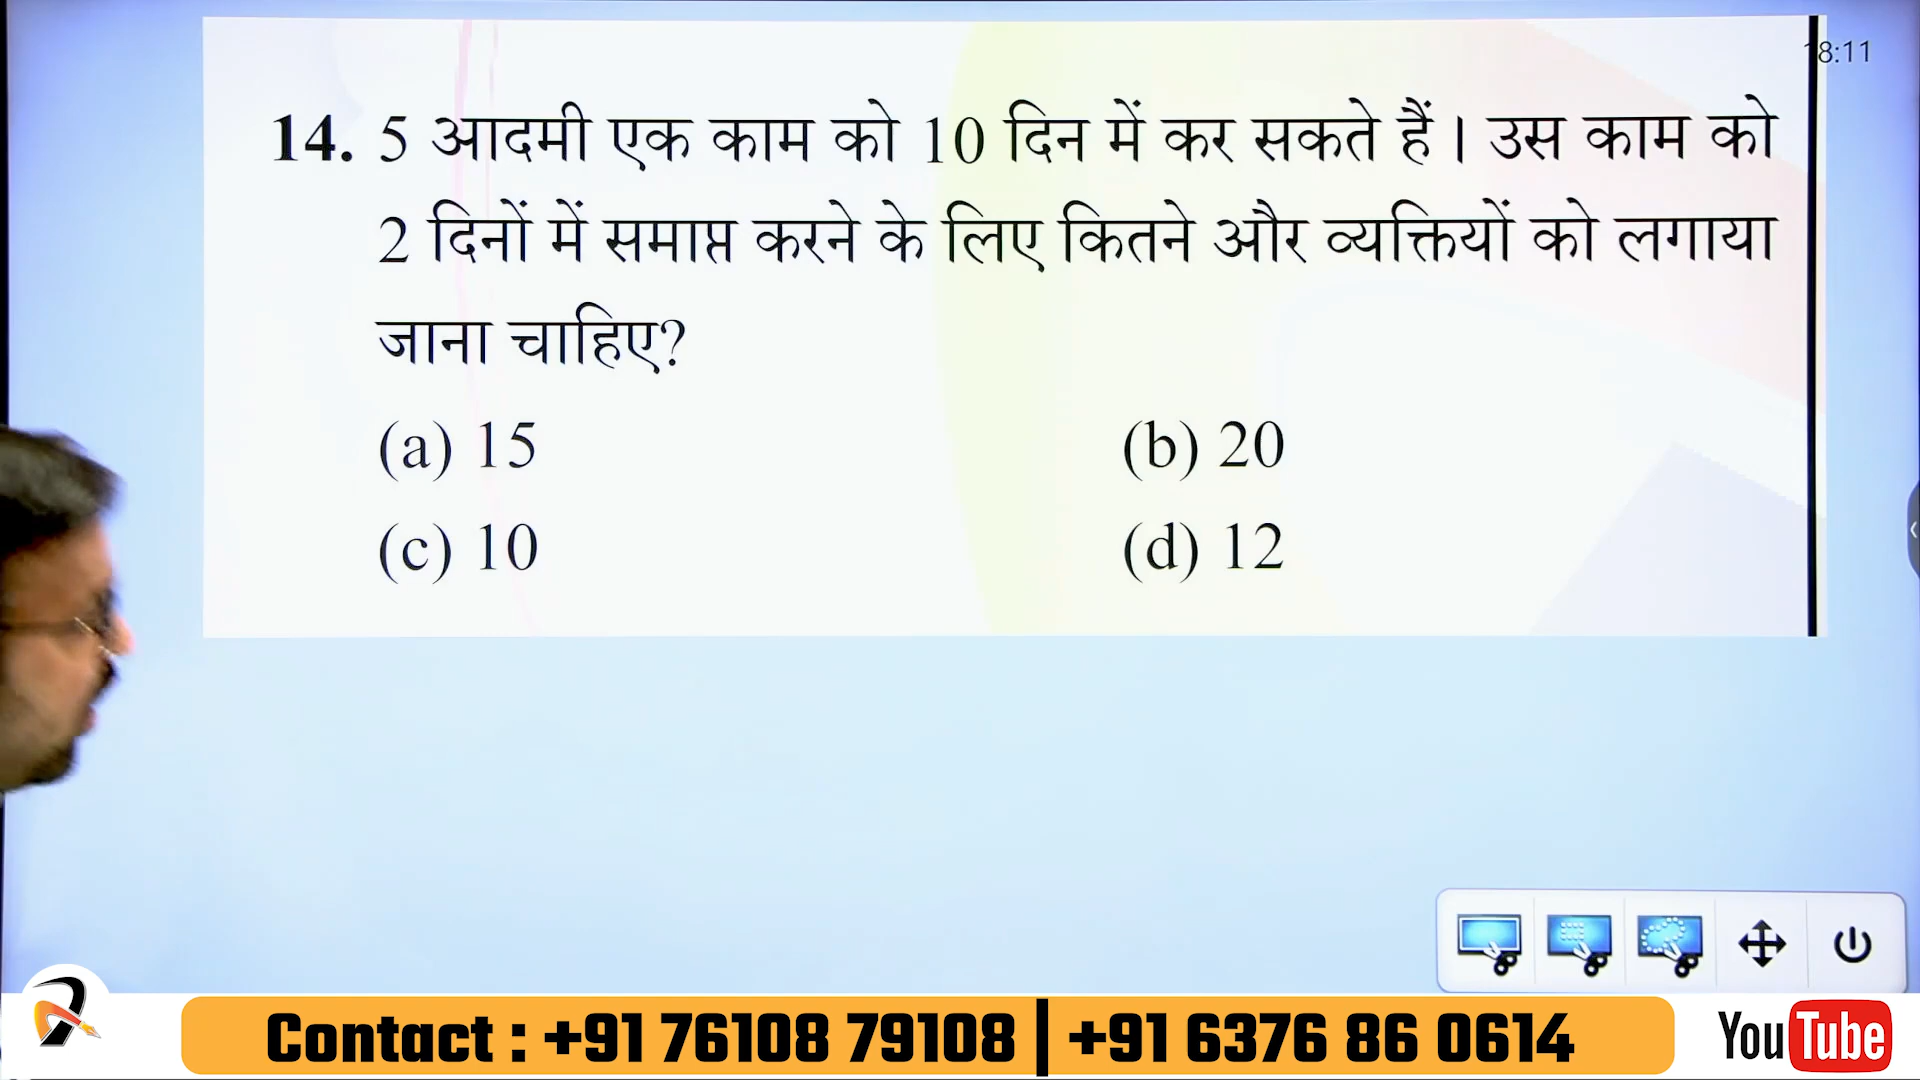 18:11
14. 5 आदमी एक काम को 10 दिन में कर सकते हैं। उस काम को
2 दिनों में समाप्त करने के लिए कितने और व्यक्तियों को लगाया
जाना चाहिए?
(a) 15 (b) 20
(c) 10 (d) 12
Contact : +91 76108 79108 | +91 6376 86 0614
YouTube